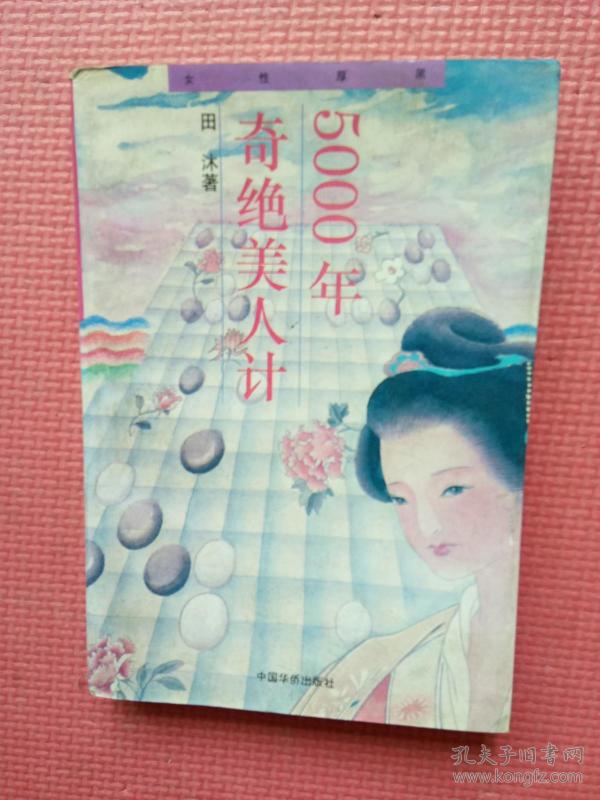 女性厚黑
5000年
奇绝美人计
田沐著
中国华侨出版社
孔夫子旧书网
www.kongfz.com